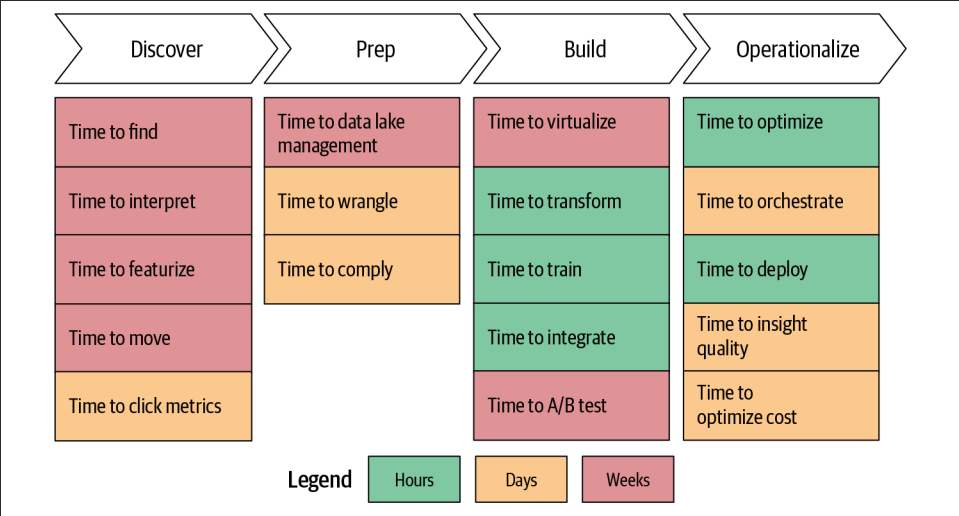 Discover
Prep
Build
Operationalize
Time to find
Time to interpret
Time to featurize
Time to move
Time to click metrics
Time to data lake
management
Time to wrangle
Time to comply
Time to virtualize
Time to transform
Time to train
Time to integrate
Time to A/B test
Time to optimize
Time to orchestrate
Time to deploy
Time to insight
quality
Time to
optimize cost
Legend
Hours
Days
Weeks